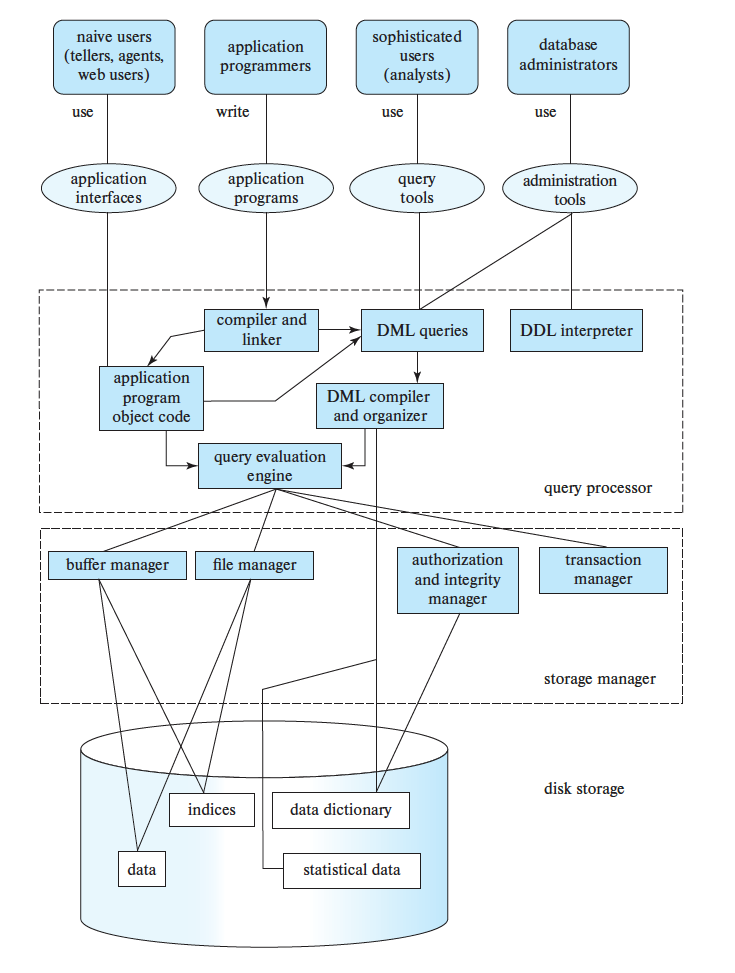 naive users
(tellers, agents,
web users)
application
programmers
sophisticated
users
(analysts)
database
administrators
use
write
use
use
application
interfaces
application
programs
query
tools
administration
tools
compiler and
linker
DML queries
DDL interpreter
application
program
object code
DML compiler
and organizer
query evaluation
engine
query processor
buffer manager
file manager
authorization
and integrity
manager
transaction
manager
storage manager
disk storage
indices
data dictionary
data
statistical data